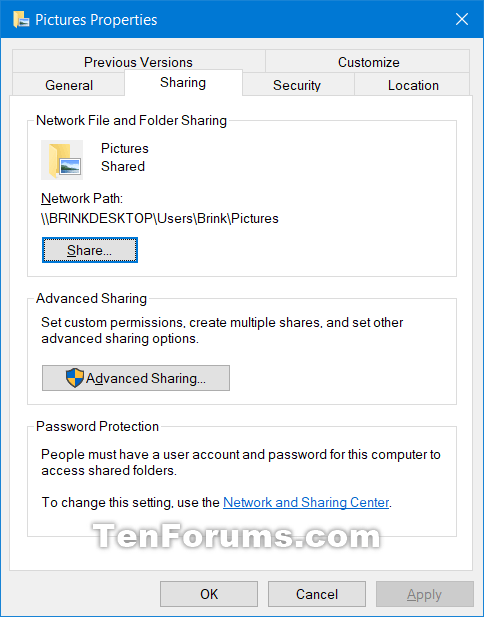 Pictures Properties
Previous Versions
Customize
General
Sharing
Security
Location
Network File and Folder Sharing
Pictures
Shared
Network Path:
\\BRINKDESKTOP\Users\Brink\Pictures
Share...
Advanced Sharing
Set custom permissions, create multiple shares, and set other
advanced sharing options.
Advanced Sharing...
Password Protection
People must have a user account and password for this computer to
access shared folders.
To change this setting, use the Network and Sharing Center.
TenForums.com
OK
Cancel
Apply